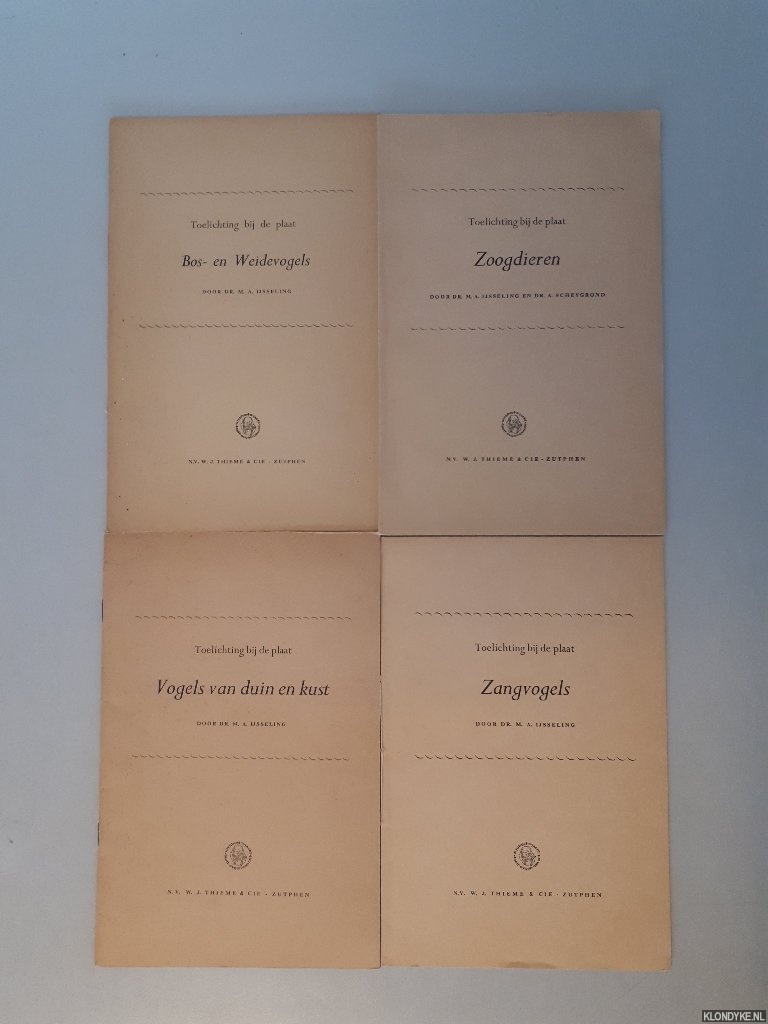 Toelichting bij de plaat
Bos- en Weidevogels
DOOR DR. M. A. IJSSELING
N.V. W. J. THIEME & CIE - ZUTPHEN
Toelichting bij de plaat
Zoogdieren
DOOR DR. M. A. IJSSELING EN DR. A. SCHEYGROND
N.V. W. J. THIEME & CIE - ZUTPHEN
Toelichting bij de plaat
Vogels van duin en kust
DOOR DR. M. A. IJSSELING
N.V. W. J. THIEME & CIE - ZUTPHEN
Toelichting bij de plaat
Zangvogels
DOOR DR. M. A. IJSSELING
N.V. W. J. THIEME & CIE - ZUTPHEN
KLONDYKE.NL